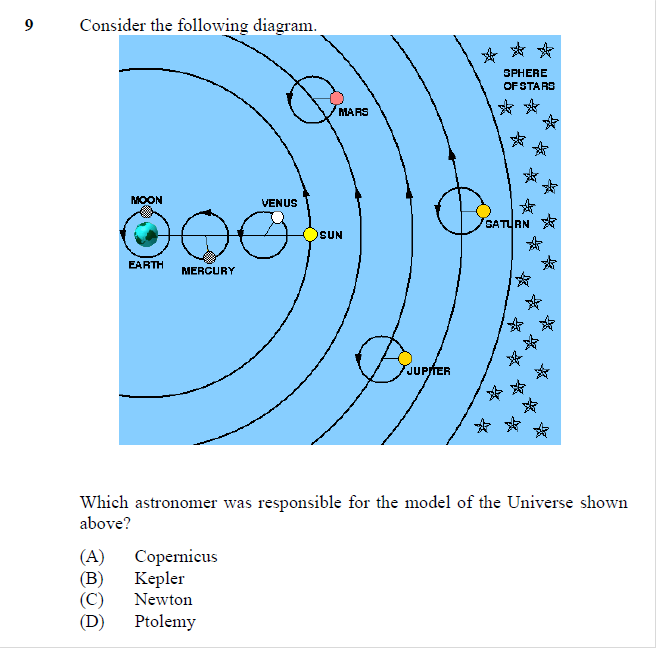 9 Consider the following diagram.
SPHERE
OF STARS
MARS
MOON
VENUS
SATURN
SUN
EARTH
MERCURY
JUPITER
Which astronomer was responsible for the model of the Universe shown
above?
(A) Copernicus
(B) Kepler
(C) Newton
(D) Ptolemy